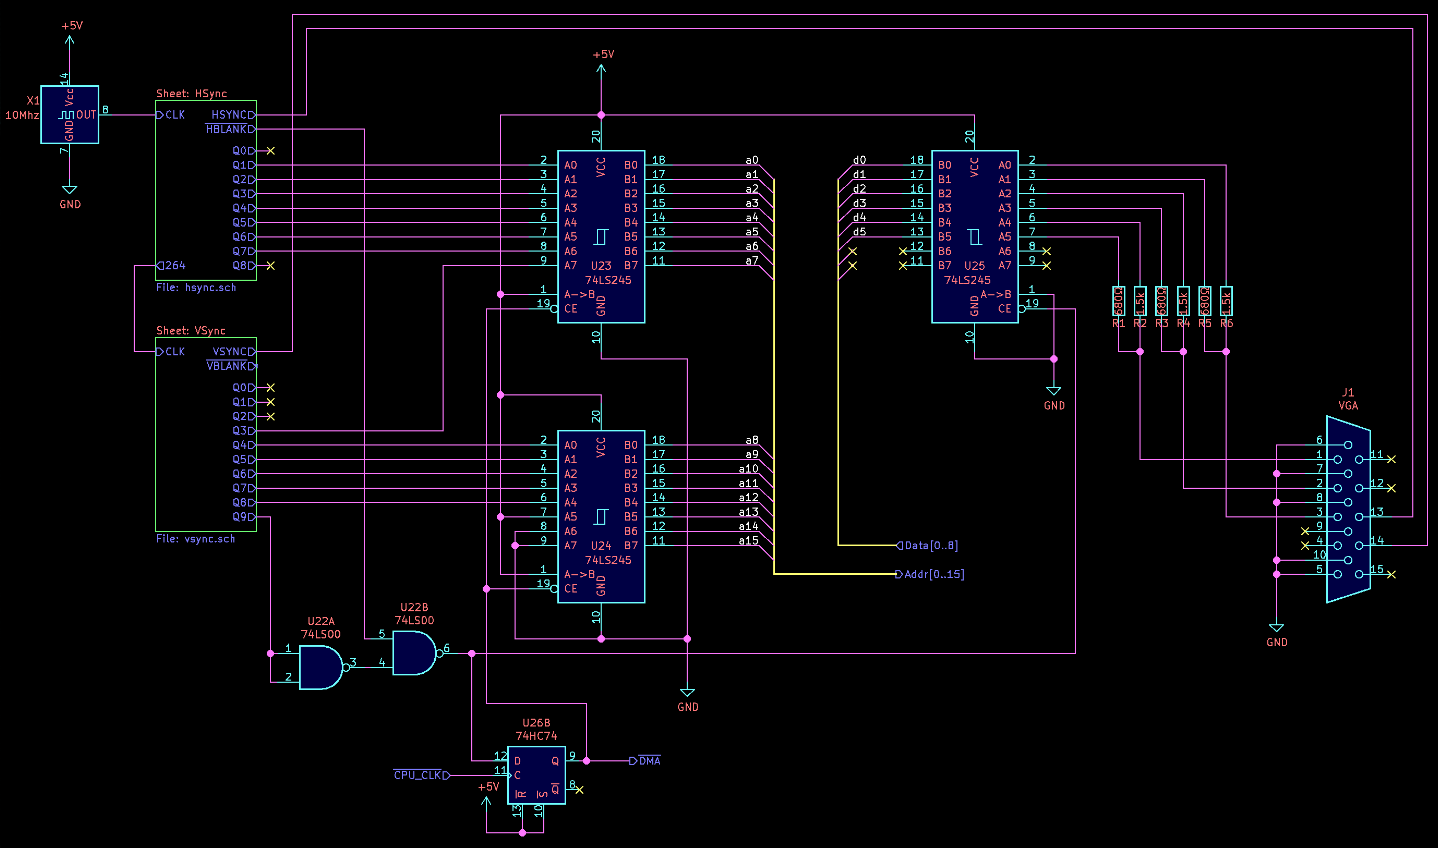 +5V
14
Vcc
X1
10Mhz
OUT
8
GND
7
GND
Sheet: HSync
CLK
HSYNC
HBLANK
Q0
Q1
Q2
Q3
Q4
Q5
Q6
Q7
264
Q8
File: hsync.sch
Sheet: VSync
CLK
VSYNC
VBLANK
Q0
Q1
Q2
Q3
Q4
Q5
Q6
Q7
Q8
Q9
File: vsync.sch
+5V
20
VCC
2 A0 B0 18 a0
3 A1 B1 17 a1
4 A2 B2 16 a2
5 A3 B3 15 a3
6 A4 B4 14 a4
7 A5 B5 13 a5
8 A6 B6 12 a6
9 A7 B7 11 a7
U23
74LS245
1 A->B
19 CE
GND
10
20
VCC
2 A0 B0 18 a8
3 A1 B1 17 a9
4 A2 B2 16 a10
5 A3 B3 15 a11
6 A4 B4 14 a12
7 A5 B5 13 a13
8 A6 B6 12 a14
9 A7 B7 11 a15
U24
74LS245
1 A->B
19 CE
GND
10
GND
20
VCC
d0 18 B0 A0 2
d1 17 B1 A1 3
d2 16 B2 A2 4
d3 15 B3 A3 5
d4 14 B4 A4 6
d5 13 B5 A5 7
12 B6 A6 8
11 B7 A7 9
U25
74LS245
A->B 1
CE 19
GND
10
GND
680Ω 1.5k 680Ω 1.5k 680Ω 1.5k
R1 R2 R3 R4 R5 R6
Data[0..8]
Addr[0..15]
J1
VGA
6
1
11
7
2
12
8
3
13
9
4
14
10
5
15
GND
U22A
74LS00
1
2
3
U22B
74LS00
5
4
6
U26B
74HC74
12 D Q 9
DMA
CPU_CLK
11 C
Q 8
+5V
R
S
13
10